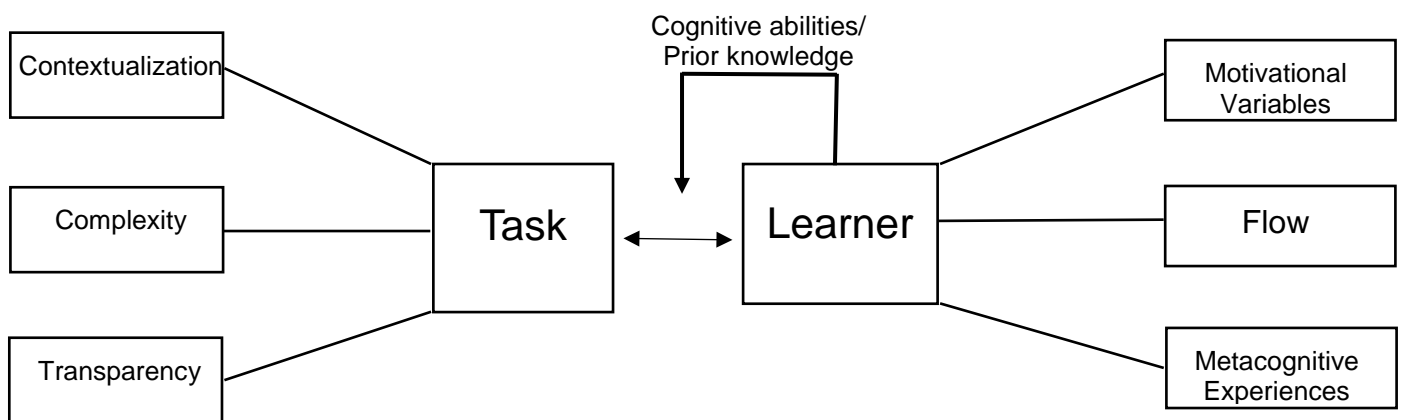 Cognitive abilities/
Prior knowledge
Contextualization
Complexity
Transparency
Task
Learner
Motivational
Variables
Flow
Metacognitive
Experiences